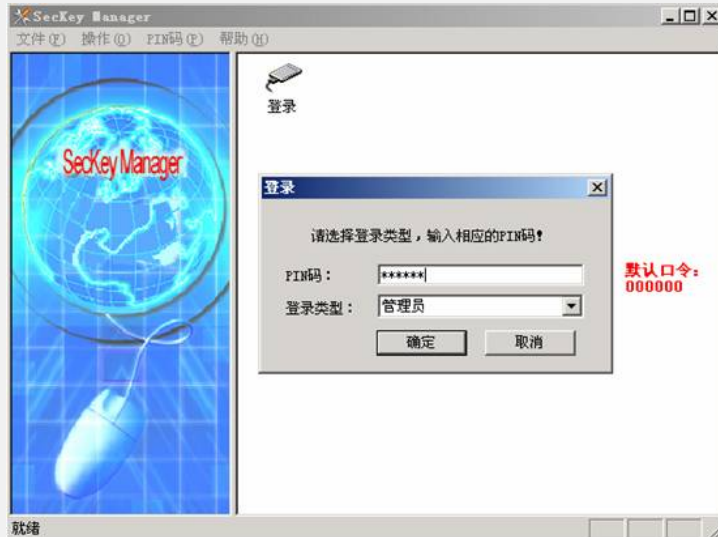 SecKey Manager
文件(F) 操作(O) PIN码(P) 帮助(H)
登录
SecKey Manager
登录
请选择登录类型，输入相应的PIN码！
PIN码： ******
登录类型： 管理员
确定 取消
默认口令：
000000
就绪